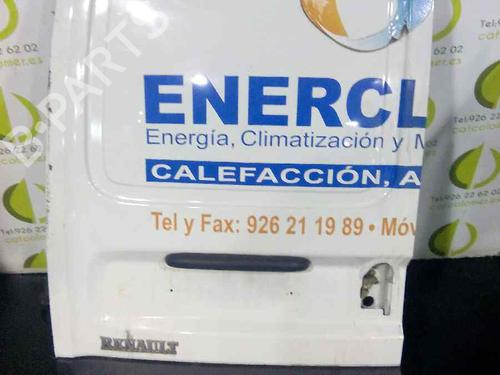 B-PARTS
ENERCL
Energía, Climatización y M
CALEFACCIÓN, A
Tel y Fax: 926 21 19 89 • Móv
RENAULT